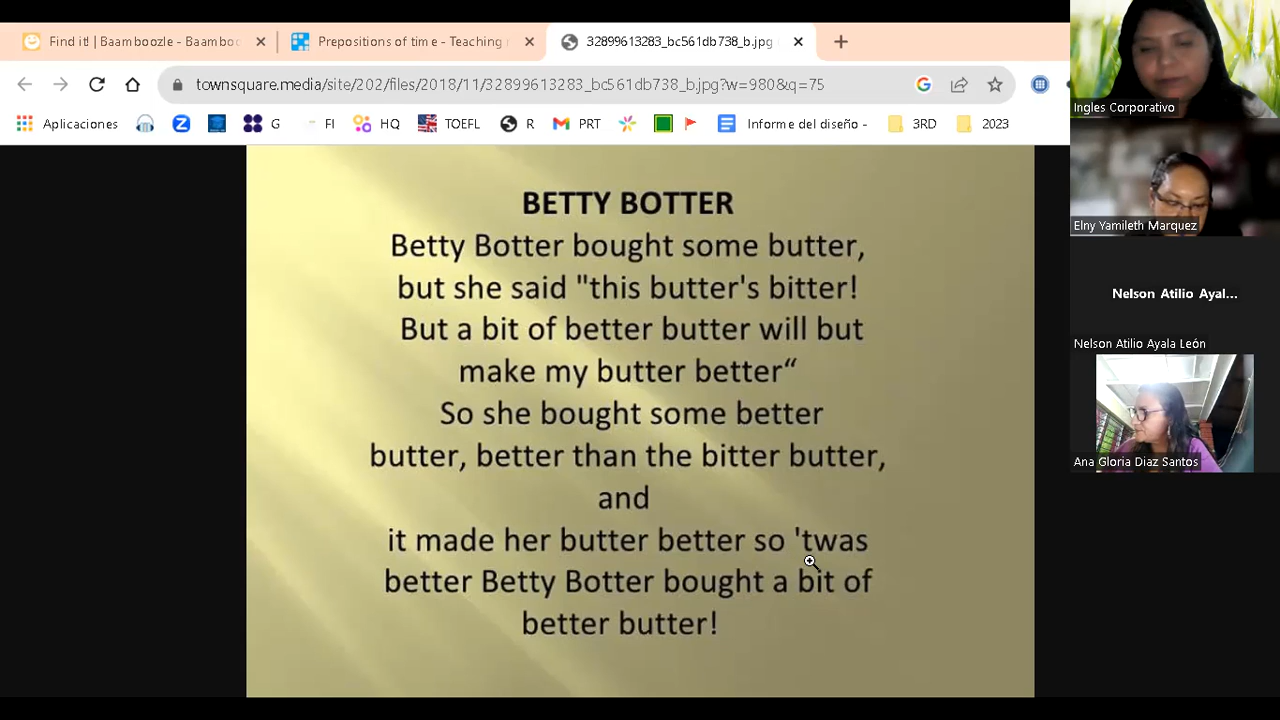 Find it! | Baamboozle - Baambo
Prepositions of time - Teaching
32899613283_bc561db738_b.jpg
townsquare.media/site/202/files/2018/11/32899613283_bc561db738_b.jpg?w=980&q=75
Aplicaciones
G
FI
HQ
TOEFL
R
PRT
Informe del diseño -
3RD
2023
BETTY BOTTER
Betty Botter bought some butter,
but she said "this butter's bitter!
But a bit of better butter will but
make my butter better“
So she bought some better
butter, better than the bitter butter,
and
it made her butter better so 'twas
better Betty Botter bought a bit of
better butter!
Ingles Corporativo
Elny Yamileth Marquez
Nelson Atilio Ayal...
Nelson Atilio Ayala León
Ana Gloria Diaz Santos